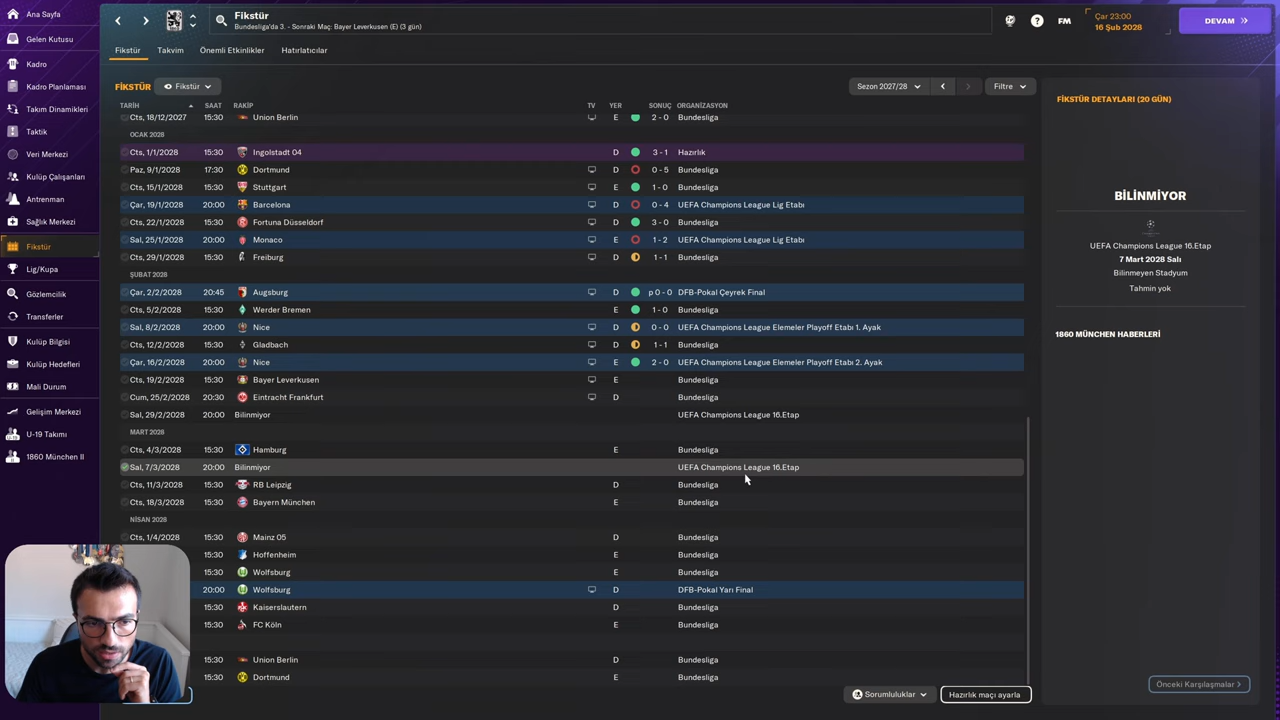 Ana Sayfa
Gelen Kutusu
Kadro
Kadro Planlaması
Takım Dinamikleri
Taktik
Veri Merkezi
Kulüp Çalışanları
Antrenman
Sağlık Merkezi
Fikstür
Lig/Kupa
Gözlemcilik
Transferler
Kulüp Bilgisi
Kulüp Hedefleri
Mali Durum
Gelişim Merkezi
U-19 Takımı
1860 München II
Fikstür
Bundesliga'da 3. - Sonraki Maç: Bayer Leverkusen (E) (3 gün)
FM
Çar 23:00
16 Şub 2028
DEVAM
Fikstür Takvim Önemli Etkinlikler Hatırlatıcılar
FİKSTÜR Fikstür Sezon 2027/28 Filtre
TARİH SAAT RAKİP TV YER SONUÇ ORGANİZASYON
Cts, 18/12/2027 15:30 Union Berlin E 2 - 0 Bundesliga
OCAK 2028
Cts, 1/1/2028 15:30 Ingolstadt 04 D 3 - 1 Hazırlık
Paz, 9/1/2028 17:30 Dortmund D 0 - 5 Bundesliga
Cts, 15/1/2028 15:30 Stuttgart E 1 - 0 Bundesliga
Çar, 19/1/2028 20:00 Barcelona D 0 - 4 UEFA Champions League Lig Etabı
Cts, 22/1/2028 15:30 Fortuna Düsseldorf D 3 - 0 Bundesliga
Sal, 25/1/2028 20:00 Monaco E 1 - 2 UEFA Champions League Lig Etabı
Cts, 29/1/2028 15:30 Freiburg E 1 - 1 Bundesliga
ŞUBAT 2028
Çar, 2/2/2028 20:45 Augsburg D p 0 - 0 DFB-Pokal Çeyrek Final
Cts, 5/2/2028 15:30 Werder Bremen E 1 - 0 Bundesliga
Sal, 8/2/2028 20:00 Nice D 0 - 0 UEFA Champions League Elemeler Playoff Etabı 1. Ayak
Cts, 12/2/2028 15:30 Gladbach D 1 - 1 Bundesliga
Çar, 16/2/2028 20:00 Nice E 2 - 0 UEFA Champions League Elemeler Playoff Etabı 2. Ayak
Cts, 19/2/2028 15:30 Bayer Leverkusen E Bundesliga
Cum, 25/2/2028 20:30 Eintracht Frankfurt D Bundesliga
Sal, 29/2/2028 20:00 Bilinmiyor UEFA Champions League 16.Etap
MART 2028
Cts, 4/3/2028 15:30 Hamburg E Bundesliga
Sal, 7/3/2028 20:00 Bilinmiyor UEFA Champions League 16.Etap
Cts, 11/3/2028 15:30 RB Leipzig D Bundesliga
Cts, 18/3/2028 15:30 Bayern München E Bundesliga
NİSAN 2028
Cts, 1/4/2028 15:30 Mainz 05 D Bundesliga
15:30 Hoffenheim E Bundesliga
15:30 Wolfsburg E Bundesliga
20:00 Wolfsburg D DFB-Pokal Yarı Final
15:30 Kaiserslautern D Bundesliga
15:30 FC Köln E Bundesliga
15:30 Union Berlin D Bundesliga
15:30 Dortmund E Bundesliga
Sorumluluklar Hazırlık maçı ayarla
FİKSTÜR DETAYLARI (20 GÜN)
BİLİNMİYOR
UEFA Champions League 16.Etap
7 Mart 2028 Salı
Bilinmeyen Stadyum
Tahmin yok
1860 MÜNCHEN HABERLERİ
Önceki Karşılaşmalar >